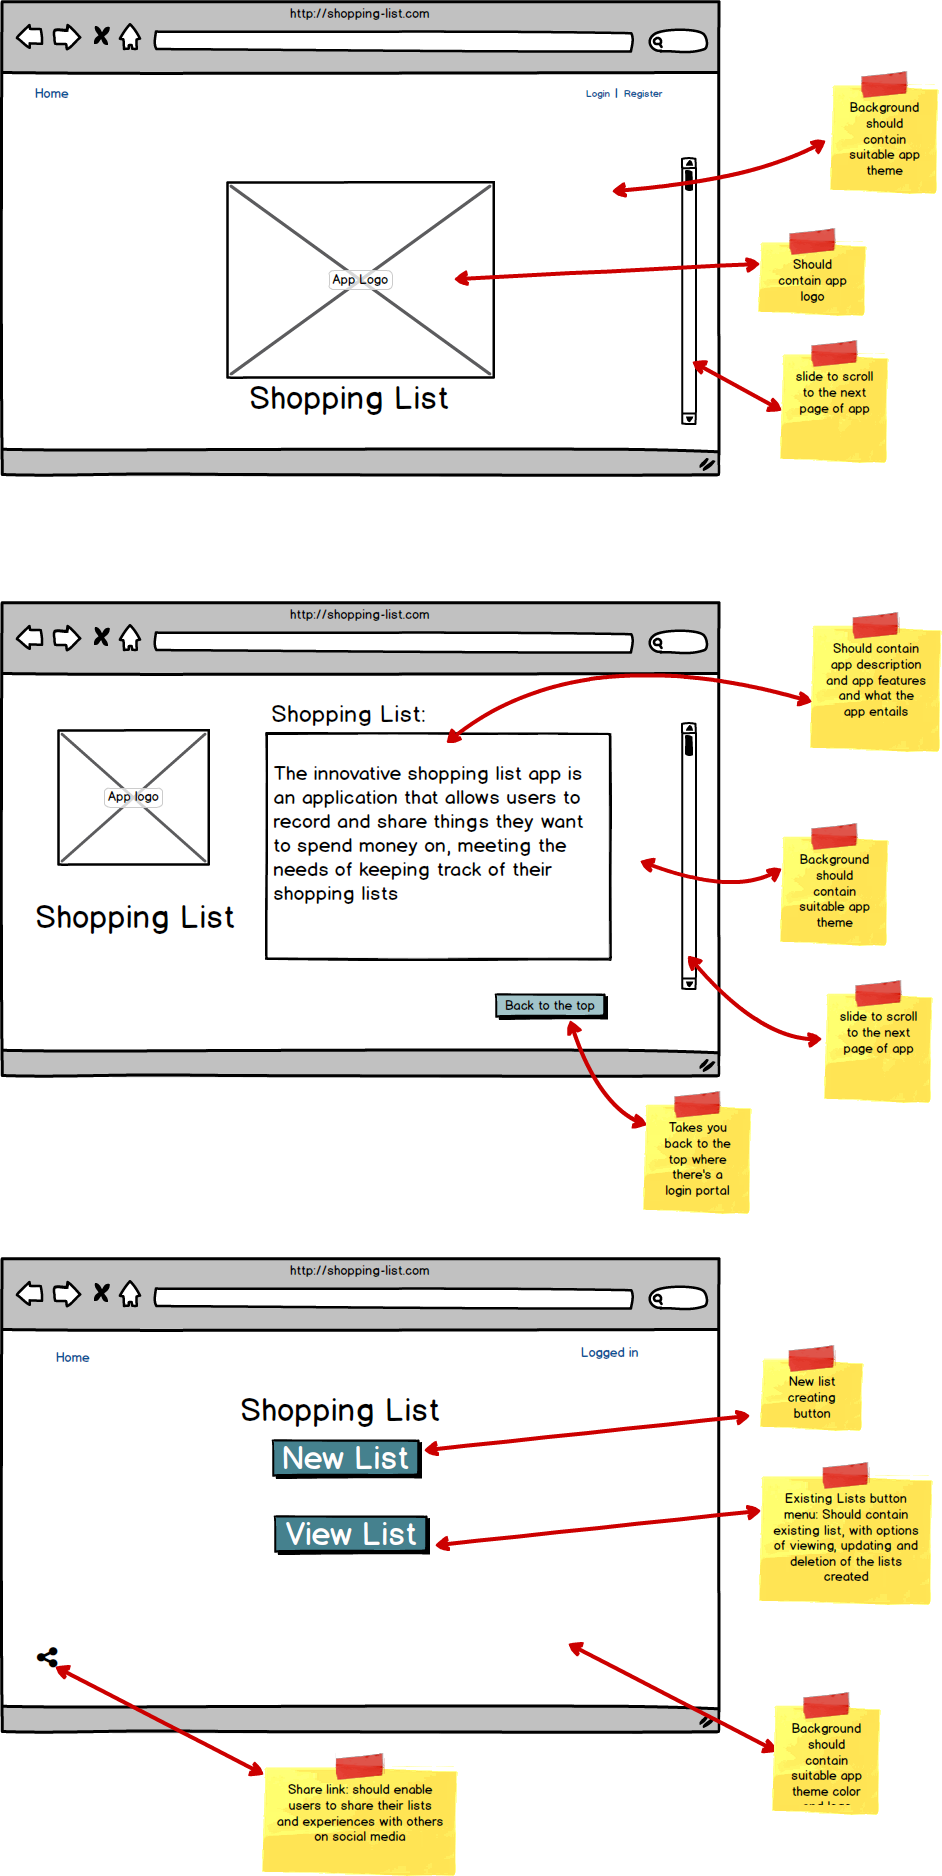 http://shopping-list.com
Home
Login | Register
Background
should
contain
suitable app
theme
App Logo
Should
contain app
logo
slide to scroll
to the next
page of app
Shopping List
http://shopping-list.com
Should contain
app description
and app features
and what the
app entails
Shopping List:
App logo
The innovative shopping list app is
an application that allows users to
record and share things they want
to spend money on, meeting the
needs of keeping track of their
shopping lists
Shopping List
Background
should
contain
suitable app
theme
Back to the top
slide to scroll
to the next
page of app
Takes you
back to the
top where
there's a
login portal
http://shopping-list.com
Home
Logged in
Shopping List
New List
New list
creating
button
View List
Existing Lists button
menu: Should contain
existing list, with options
of viewing, updating and
deletion of the lists
created
Background
should
contain
suitable app
theme color
Share link: should enable
users to share their lists
and experiences with others
on social media